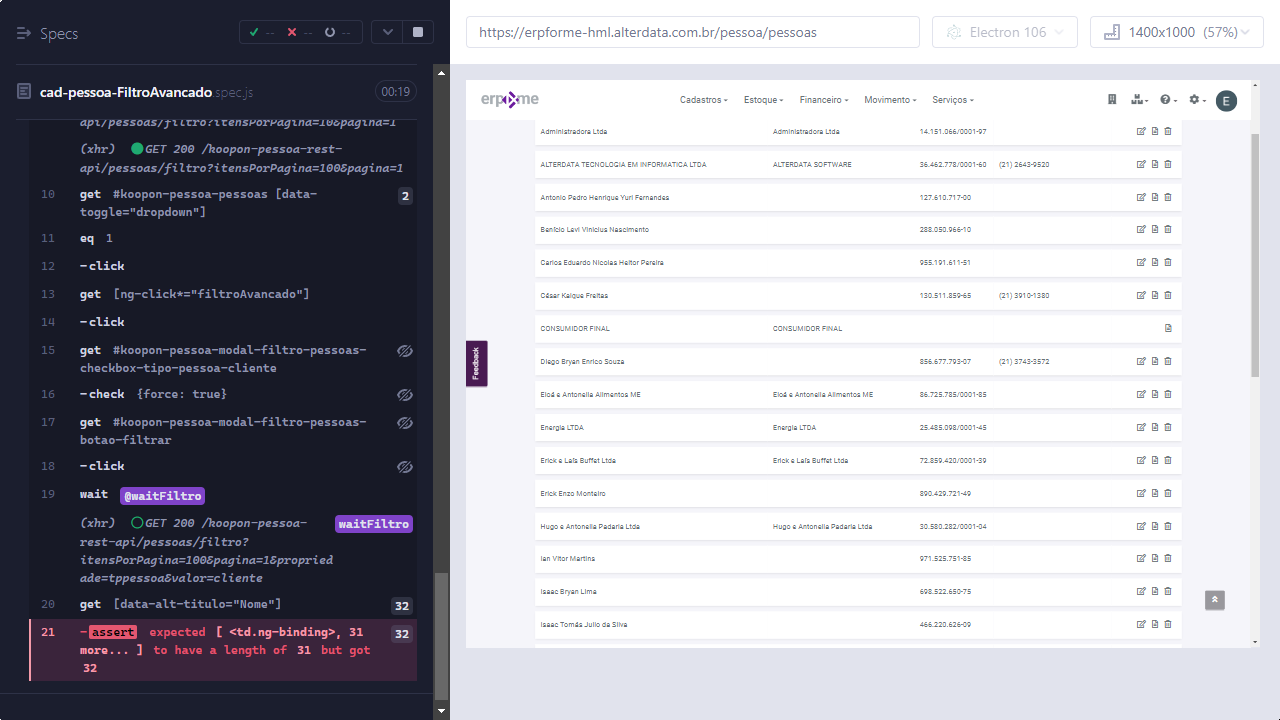 Specs
--
--
--
https://erpforme-hml.alterdata.com.br/pessoa/pessoas
Electron 106
1400x1000 (57%)
cad-pessoa-FiltroAvancado.spec.js
00:19
api/pessoas/filtro?itensPorPagina=10&pagina=1
(xhr) GET 200 /koopon-pessoa-rest-
api/pessoas/filtro?itensPorPagina=100&pagina=1
10 get #koopon-pessoa-pessoas [data-
toggle="dropdown"]
2
11 eq 1
12 -click
13 get [ng-click*="filtroAvancado"]
14 -click
15 get #koopon-pessoa-modal-filtro-pessoas-
checkbox-tipo-pessoa-cliente
16 -check {force: true}
17 get #koopon-pessoa-modal-filtro-pessoas-
botao-filtrar
18 -click
19 wait @waitFiltro
(xhr) GET 200 /koopon-pessoa-
rest-api/pessoas/filtro?
itensPorPagina=100&pagina=1&propried
ade=tppessoa&valor=cliente
waitFiltro
20 get [data-alt-titulo="Nome"] 32
21 -assert expected [ <td.ng-binding>, 31
more... ] to have a length of 31 but got
32
32
erpme
Cadastros
Estoque
Financeiro
Movimento
Serviços
E
Administradora Ltda Administradora Ltda 14.151.066/0001-97
ALTERDATA TECNOLOGIA EM INFORMATICA LTDA ALTERDATA SOFTWARE 36.462.778/0001-60 (21) 2643-9520
Antonio Pedro Henrique Yuri Fernandes 127.610.717-00
Benício Levi Vinicius Nascimento 288.050.966-10
Carlos Eduardo Nicolas Heitor Pereira 955.191.611-51
César Kaique Freitas 130.511.859-65 (21) 3910-1380
CONSUMIDOR FINAL CONSUMIDOR FINAL
Diego Bryan Enrico Souza 856.677.793-07 (21) 3743-3572
Eloá e Antonella Alimentos ME Eloá e Antonella Alimentos ME 86.725.785/0001-85
Energia LTDA Energia LTDA 25.485.098/0001-45
Erick e Laís Buffet Ltda Erick e Laís Buffet Ltda 72.859.420/0001-39
Erick Enzo Monteiro 890.429.721-49
Hugo e Antonella Padaria Ltda Hugo e Antonella Padaria Ltda 30.580.282/0001-04
Ian Vitor Martins 971.525.751-85
Isaac Bryan Lima 698.522.650-75
Isaac Tomás Julio da Silva 466.220.626-09
Feedback